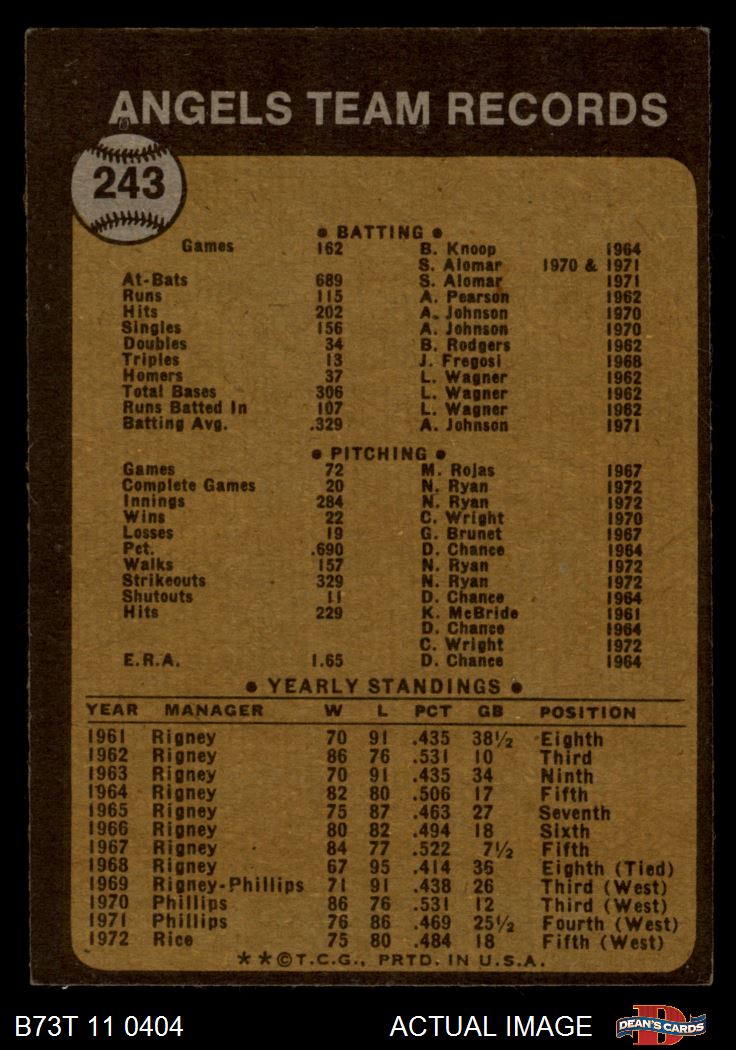 ANGELS TEAM RECORDS
243
● BATTING ●
Games 162 B. Knoop 1964
S. Alomar 1970 & 1971
At-Bats 689 S. Alomar 1971
Runs 115 A. Pearson 1962
Hits 202 A. Johnson 1970
Singles 156 A. Johnson 1970
Doubles 34 B. Rodgers 1962
Triples 13 J. Fregosi 1968
Homers 37 L. Wagner 1962
Total Bases 306 L. Wagner 1962
Runs Batted In 107 L. Wagner 1962
Batting Avg. .329 A. Johnson 1971
● PITCHING ●
Games 72 M. Rojas 1967
Complete Games 20 N. Ryan 1972
Innings 284 N. Ryan 1972
Wins 22 C. Wright 1970
Losses 19 G. Brunet 1967
Pct. .690 D. Chance 1964
Walks 157 N. Ryan 1972
Strikeouts 329 N. Ryan 1972
Shutouts 11 D. Chance 1964
Hits 229 K. McBride 1961
D. Chance 1964
C. Wright 1972
E.R.A. 1.65 D. Chance 1964
● YEARLY STANDINGS ●
YEAR MANAGER W L PCT GB POSITION
1961 Rigney 70 91 .435 38½ Eighth
1962 Rigney 86 76 .531 10 Third
1963 Rigney 70 91 .435 34 Ninth
1964 Rigney 82 80 .506 17 Fifth
1965 Rigney 75 87 .463 27 Seventh
1966 Rigney 80 82 .494 18 Sixth
1967 Rigney 84 77 .522 7½ Fifth
1968 Rigney 67 95 .414 36 Eighth (Tied)
1969 Rigney-Phillips 71 91 .438 26 Third (West)
1970 Phillips 86 76 .531 12 Third (West)
1971 Phillips 76 86 .469 25½ Fourth (West)
1972 Rice 75 80 .484 18 Fifth (West)
★ ★ © T.C.G., PRTD. IN U.S.A.
B73T 11 0404 ACTUAL IMAGE D DEAN'S CARDS